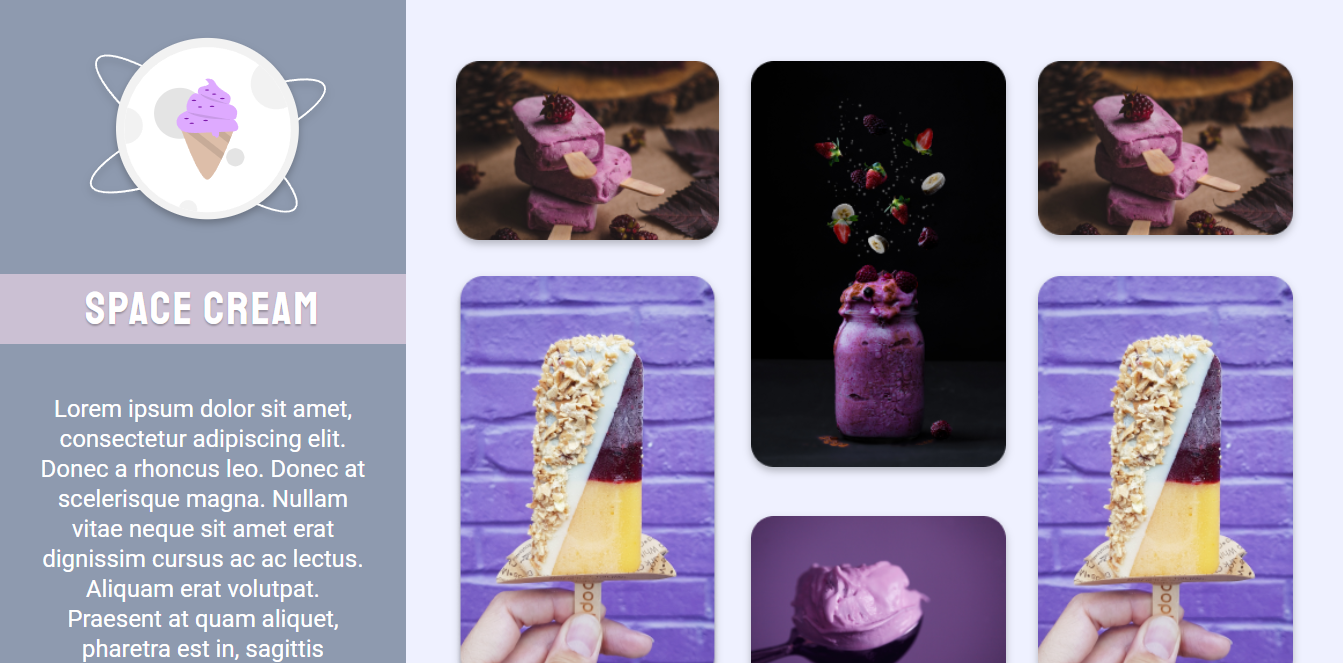 SPACE CREAM
Lorem ipsum dolor sit amet,
consectetur adipiscing elit.
Donec a rhoncus leo. Donec at
scelerisque magna. Nullam
vitae neque sit amet erat
dignissim cursus ac ac lectus.
Aliquam erat volutpat.
Praesent at quam aliquet,
pharetra est in, sagittis